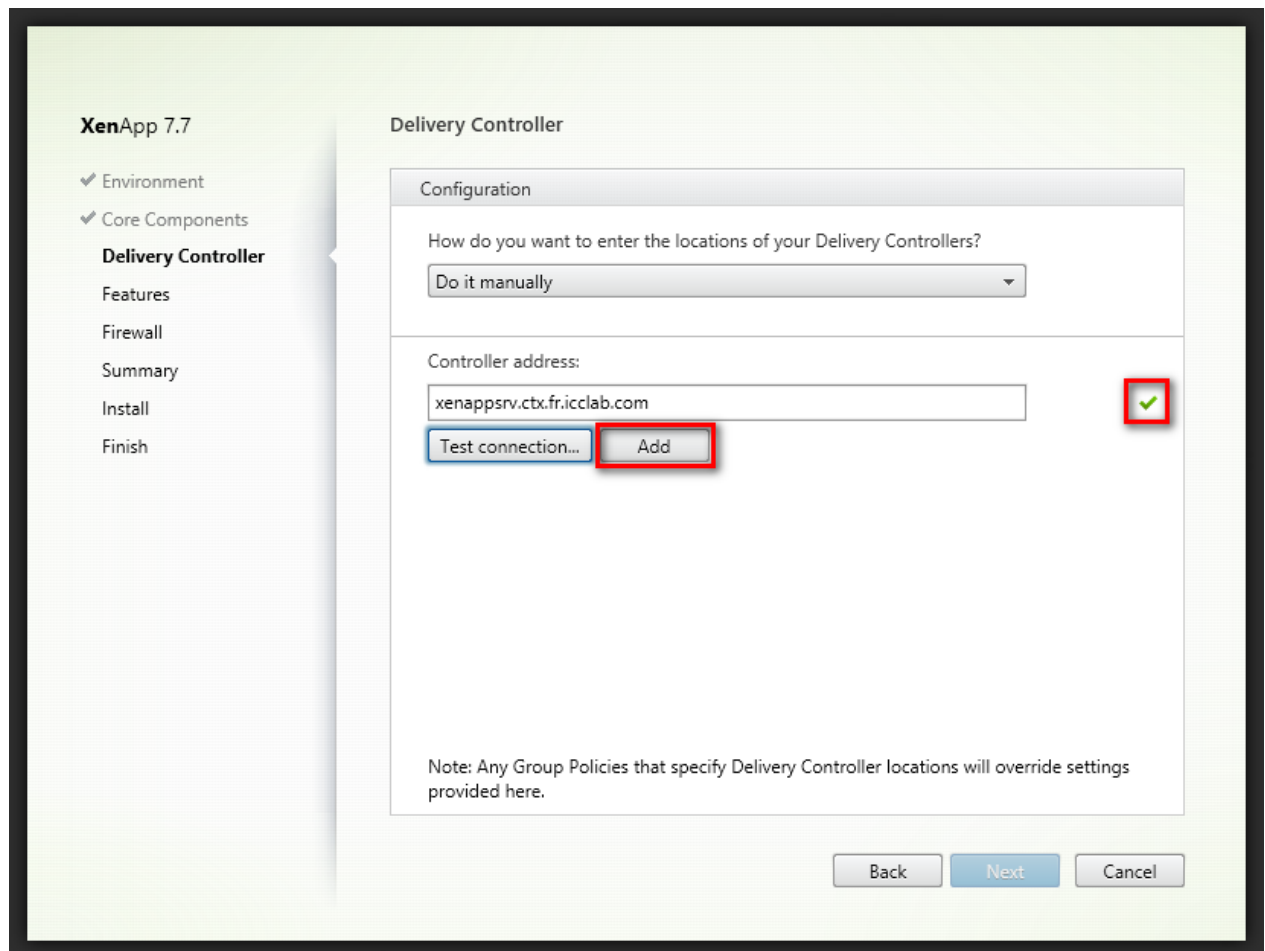 XenApp 7.7
Environment
Core Components
Delivery Controller
Features
Firewall
Summary
Install
Finish
Delivery Controller
Configuration
How do you want to enter the locations of your Delivery Controllers?
Do it manually
Controller address:
xenappsrv.ctx.fr.icclab.com
Test connection... Add
Note: Any Group Policies that specify Delivery Controller locations will override settings
provided here.
Back Next Cancel